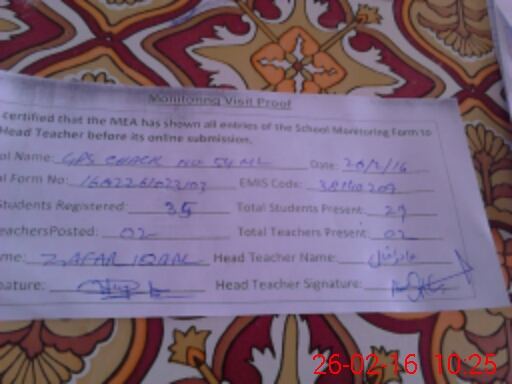 Monitoring Visit Proof
certified that the MEA has shown all entries of the School Monitoring Form to
Head Teacher before its online submission.
ol Name: GPS CHACK NO 54 ML Date: 26/2/16
l Form No: EMIS Code:
Students Registered: 35 Total Students Present: 29
eachersPosted: 02 Total Teachers Present: 02
me: ZAFAR IQBAL Head Teacher Name:
nature: Head Teacher Signature:
26-02-16 10:25